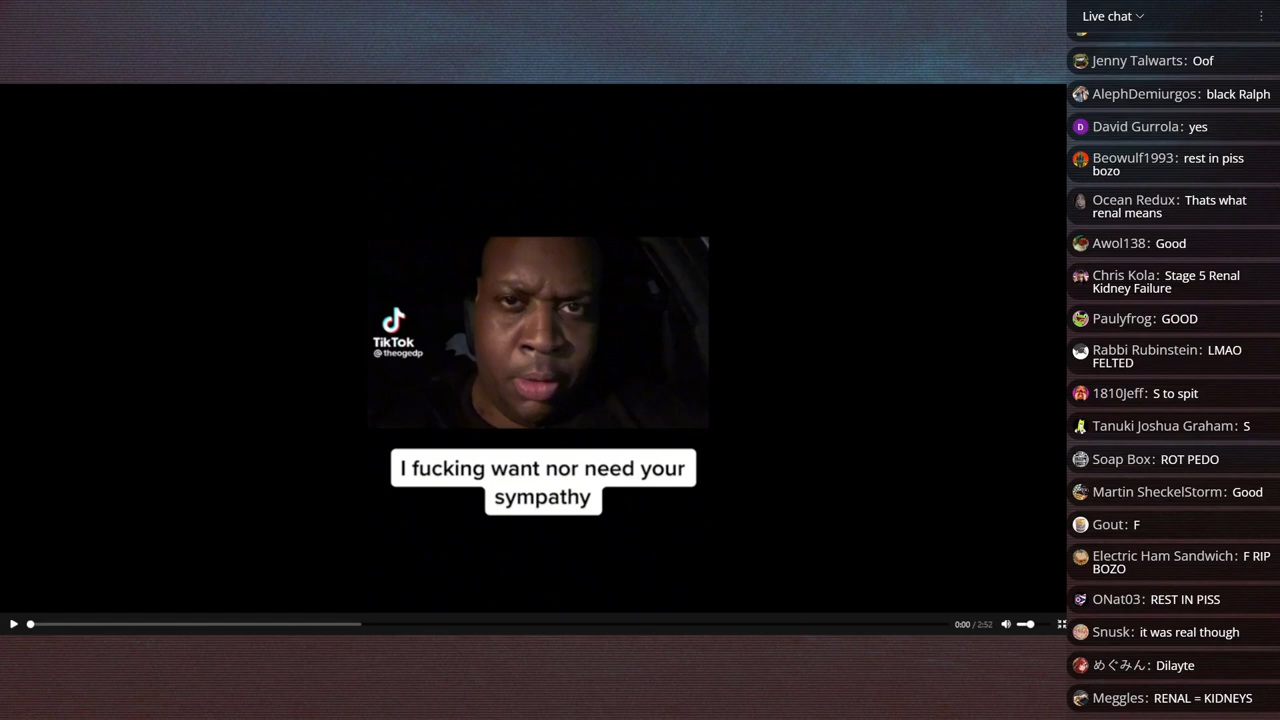 Live chat
Jenny Talwarts: Oof
AlephDemiurgos: black Ralph
D
David Gurrola: yes
Beowulf1993: rest in piss
bozo
Ocean Redux: Thats what
renal means
Awol138: Good
Chris Kola: Stage 5 Renal
Kidney Failure
Paulyfrog: GOOD
Rabbi Rubinstein: LMAO
FELTED
1810Jeff: S to spit
Tanuki Joshua Graham: S
Soap Box: ROT PEDO
Martin SheckelStorm: Good
Gout: F
Electric Ham Sandwich: F RIP
BOZO
ONat03: REST IN PISS
Snusk: it was real though
めぐみん: Dilayte
Meggles: RENAL = KIDNEYS
TikTok
@theogedp
I fucking want nor need your
sympathy
0:00 / 2:52